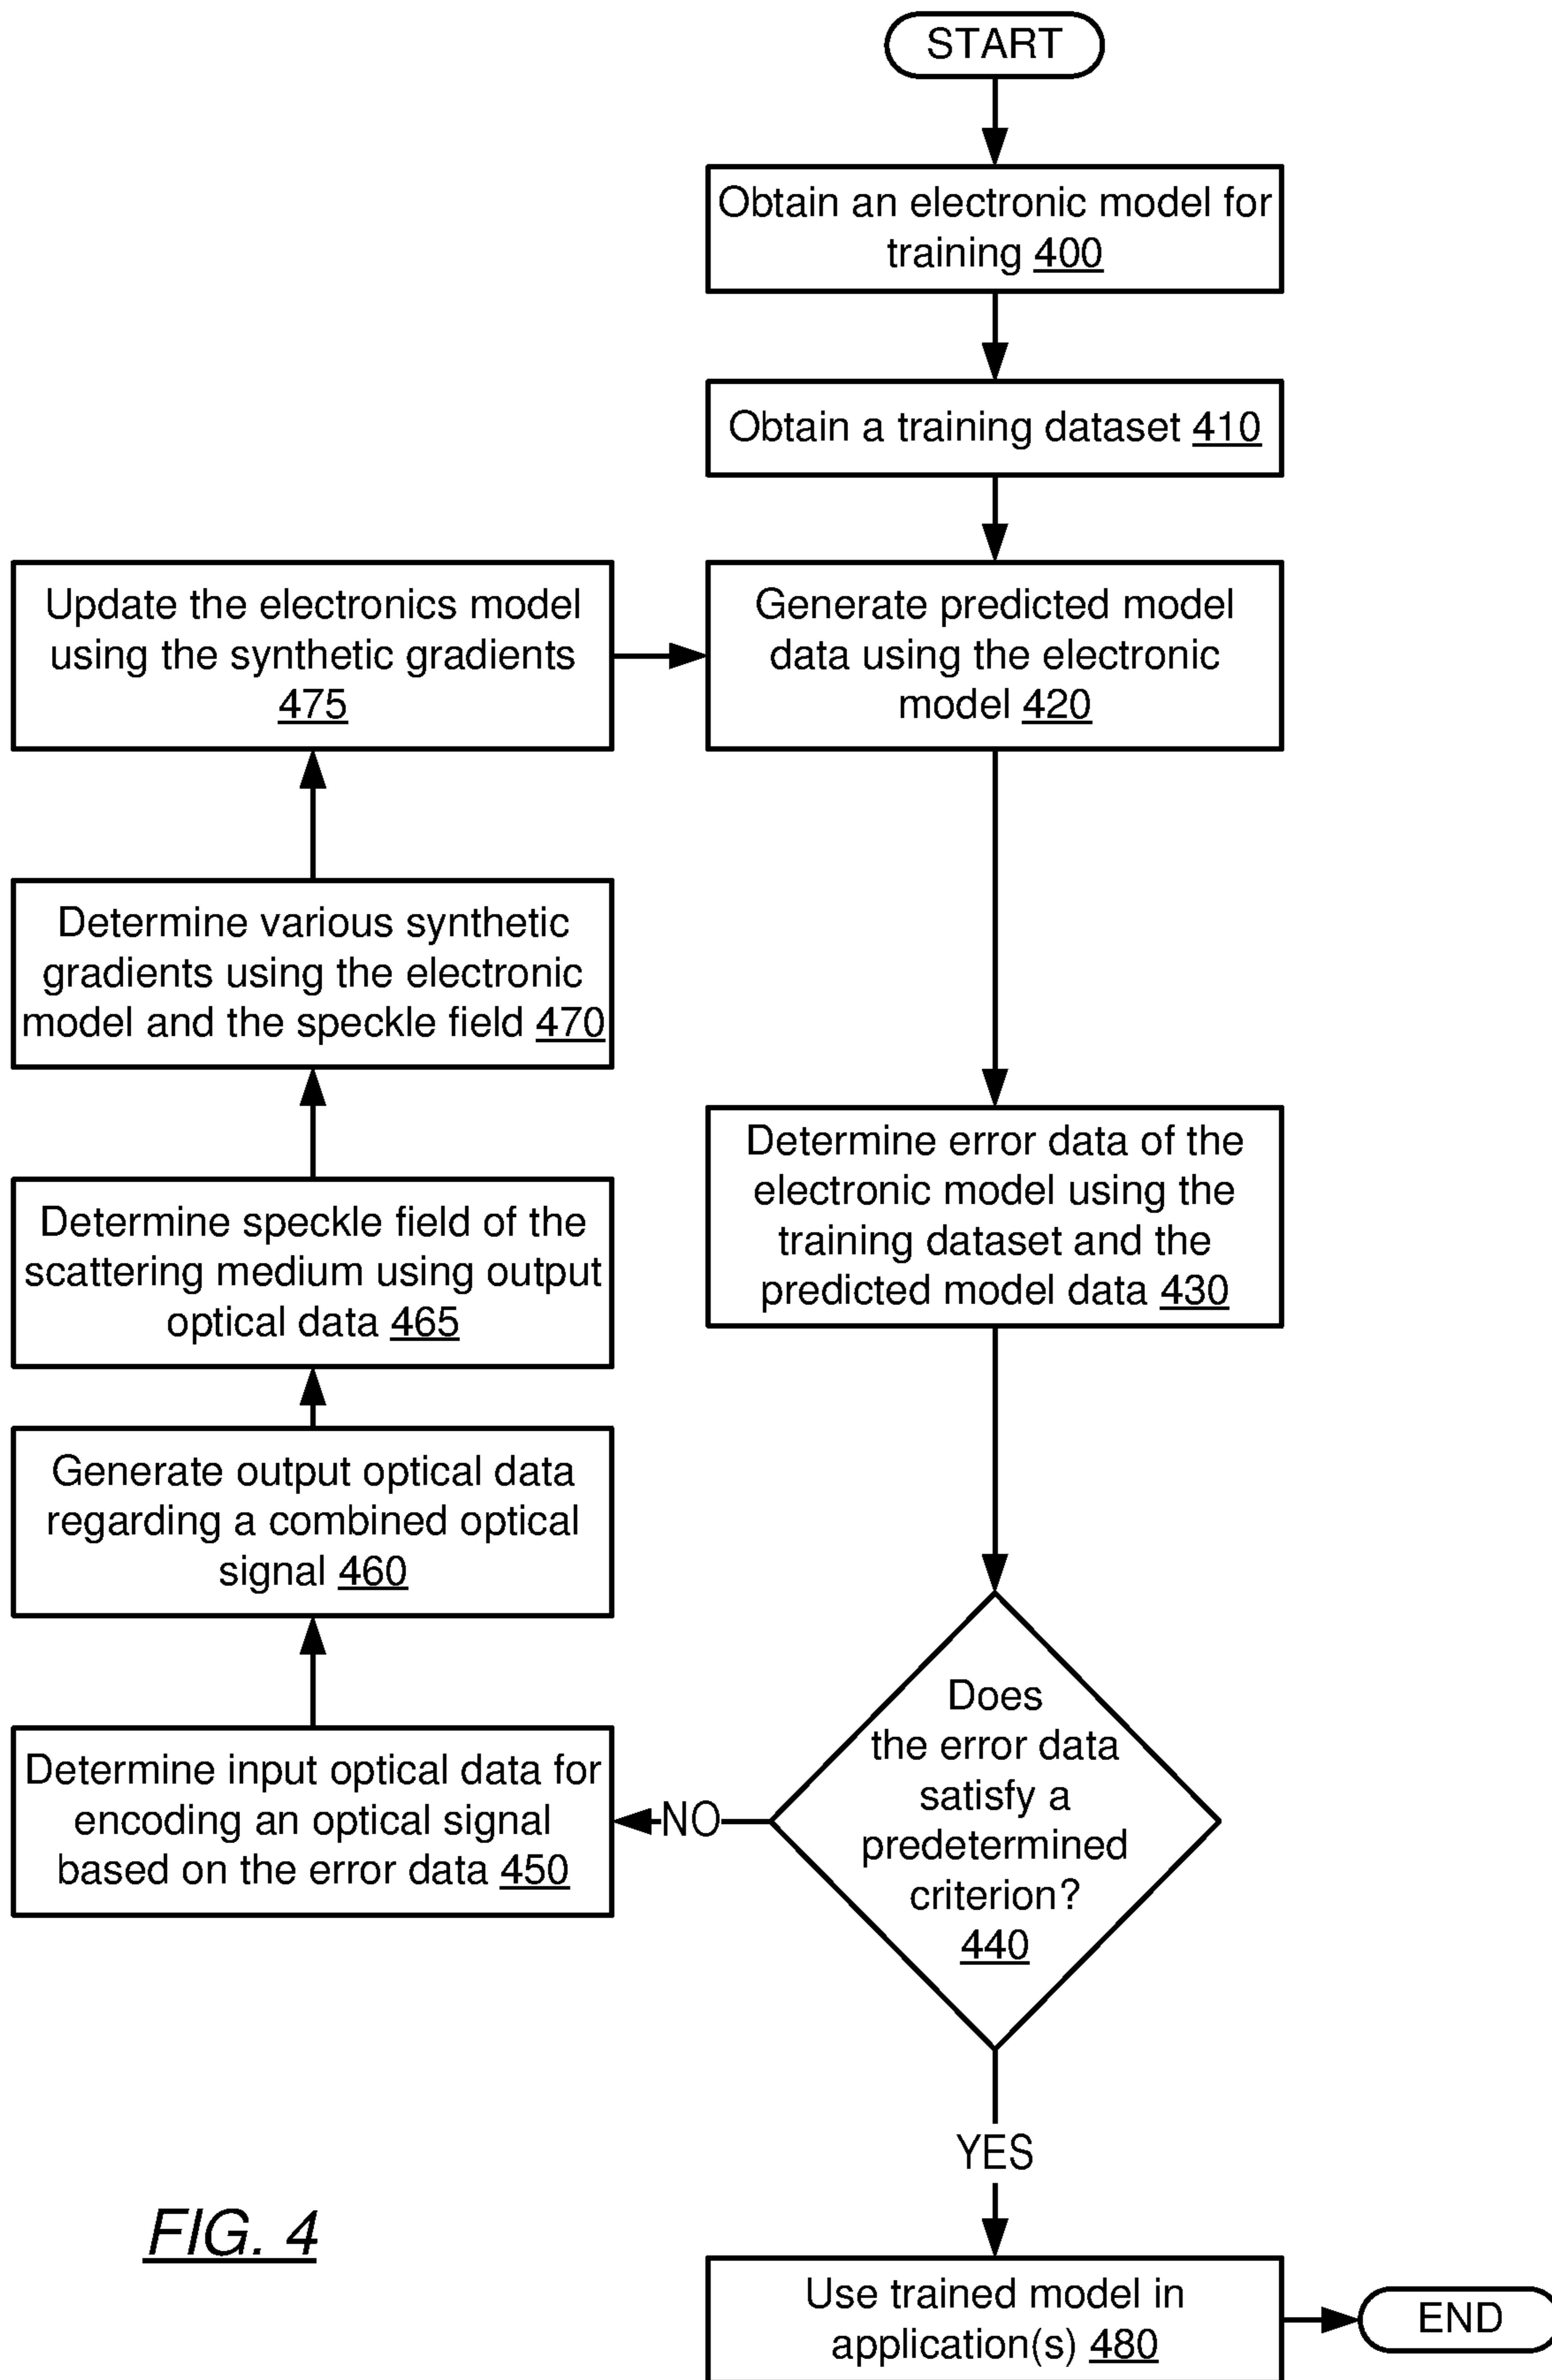 START
Obtain an electronic model for
training 400
Obtain a training dataset 410
Update the electronics model
using the synthetic gradients
475
Generate predicted model
data using the electronic
model 420
Determine various synthetic
gradients using the electronic
model and the speckle field 470
Determine error data of the
electronic model using the
training dataset and the
predicted model data 430
Determine speckle field of the
scattering medium using output
optical data 465
Generate output optical data
regarding a combined optical
signal 460
Determine input optical data for
encoding an optical signal
based on the error data 450
NO
Does
the error data
satisfy a
predetermined
criterion?
440
YES
FIG. 4
Use trained model in
application(s) 480
END